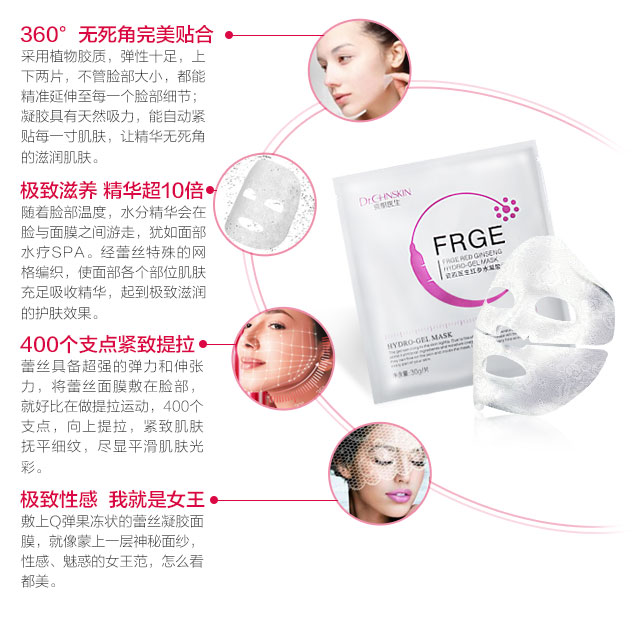 360° 无死角完美贴合
采用植物胶质，弹性十足，上
下两片，不管脸部大小，都能
精准延伸至每一个脸部细节；
凝胶具有天然吸力，能自动紧
贴每一寸肌肤，让精华无死角
的滋润肌肤。
极致滋养 精华超10倍
随着脸部温度，水分精华会在
脸与面膜之间游走，犹如面部
水疗SPA。经蕾丝特殊的网
格编织，使面部各个部位肌肤
充足吸收精华，起到极致滋润
的护肤效果。
400个支点紧致提拉
蕾丝具备超强的弹力和伸张
力，将蕾丝面膜敷在脸部，
就好比在做提拉运动，400个
支点，向上提拉，紧致肌肤
抚平细纹，尽显平滑肌肤光
彩。
极致性感 我就是女王
敷上Q弹果冻状的蕾丝凝胶面
膜，就像蒙上一层神秘面纱，
性感、魅惑的女王范，怎么看
都美。
Dr.CHNSKIN
FRGE
FRGE RED GINSENG
HYDRO-GEL MASK
HYDRO-GEL MASK
净含量: 30g/片